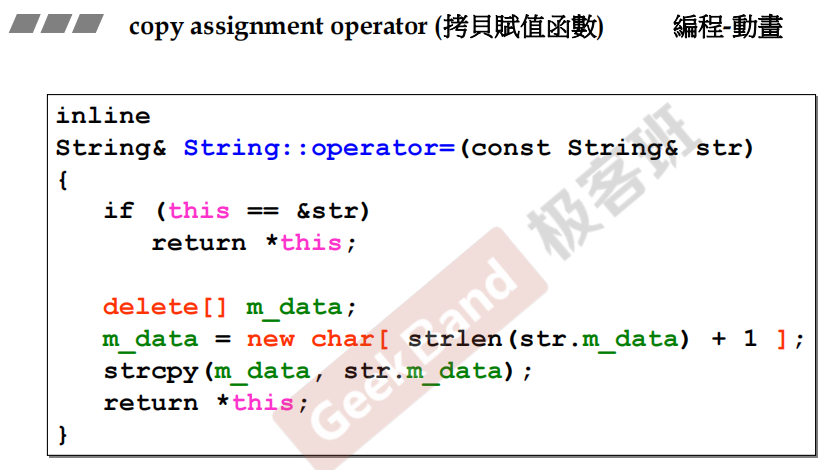 copy assignment operator (拷貝賦值函數) 編程-動畫
inline
String& String::operator=(const String& str)
{
   if (this == &str)
      return *this;

   delete[] m_data;
   m_data = new char[ strlen(str.m_data) + 1 ];
   strcpy(m_data, str.m_data);
   return *this;
}
GeekBand 极客班